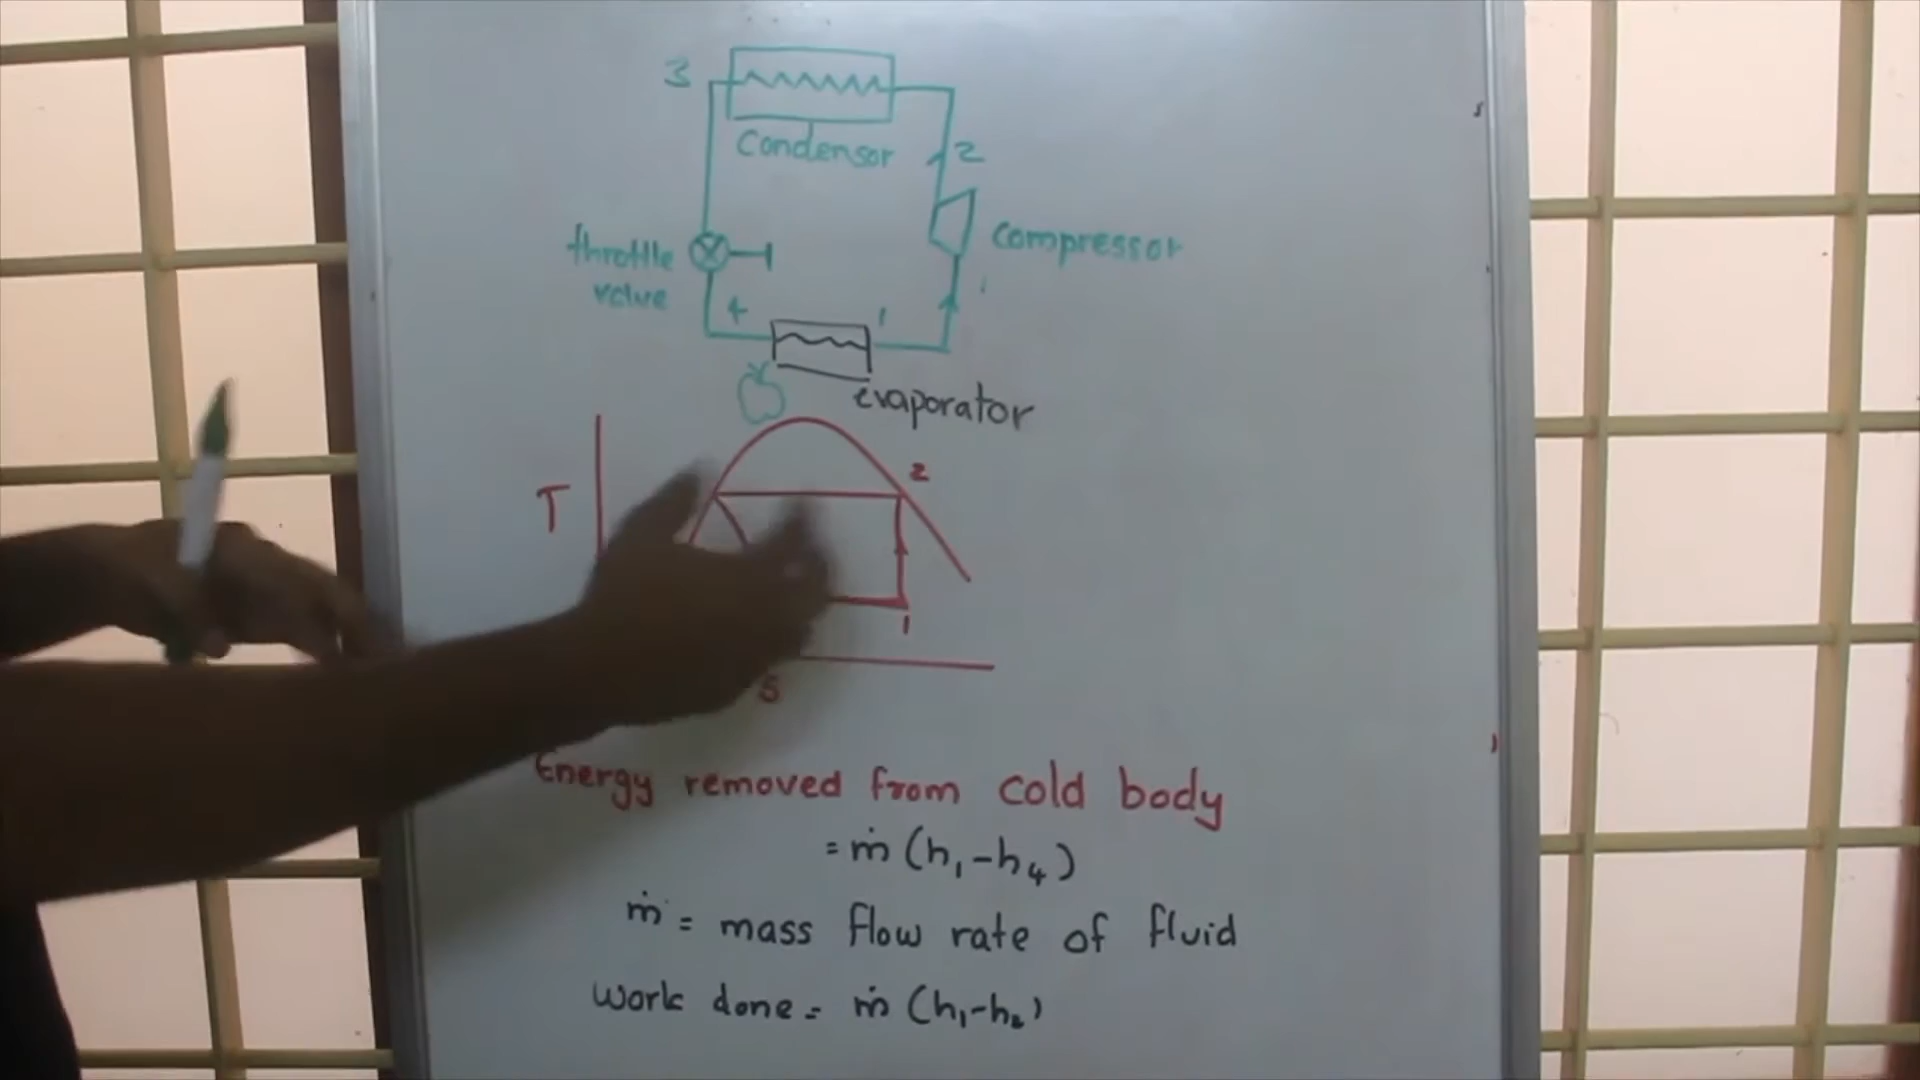 3
Condensor
2
throttle
valve
compressor
4
1
evaporator
T
2
1
S
Energy removed from cold body
= ṁ (h₁-h₄)
ṁ = mass flow rate of fluid
Work done = ṁ (h₁-h₂)